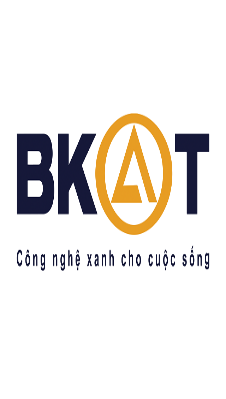 BKAT
Công nghệ xanh cho cuộc sống